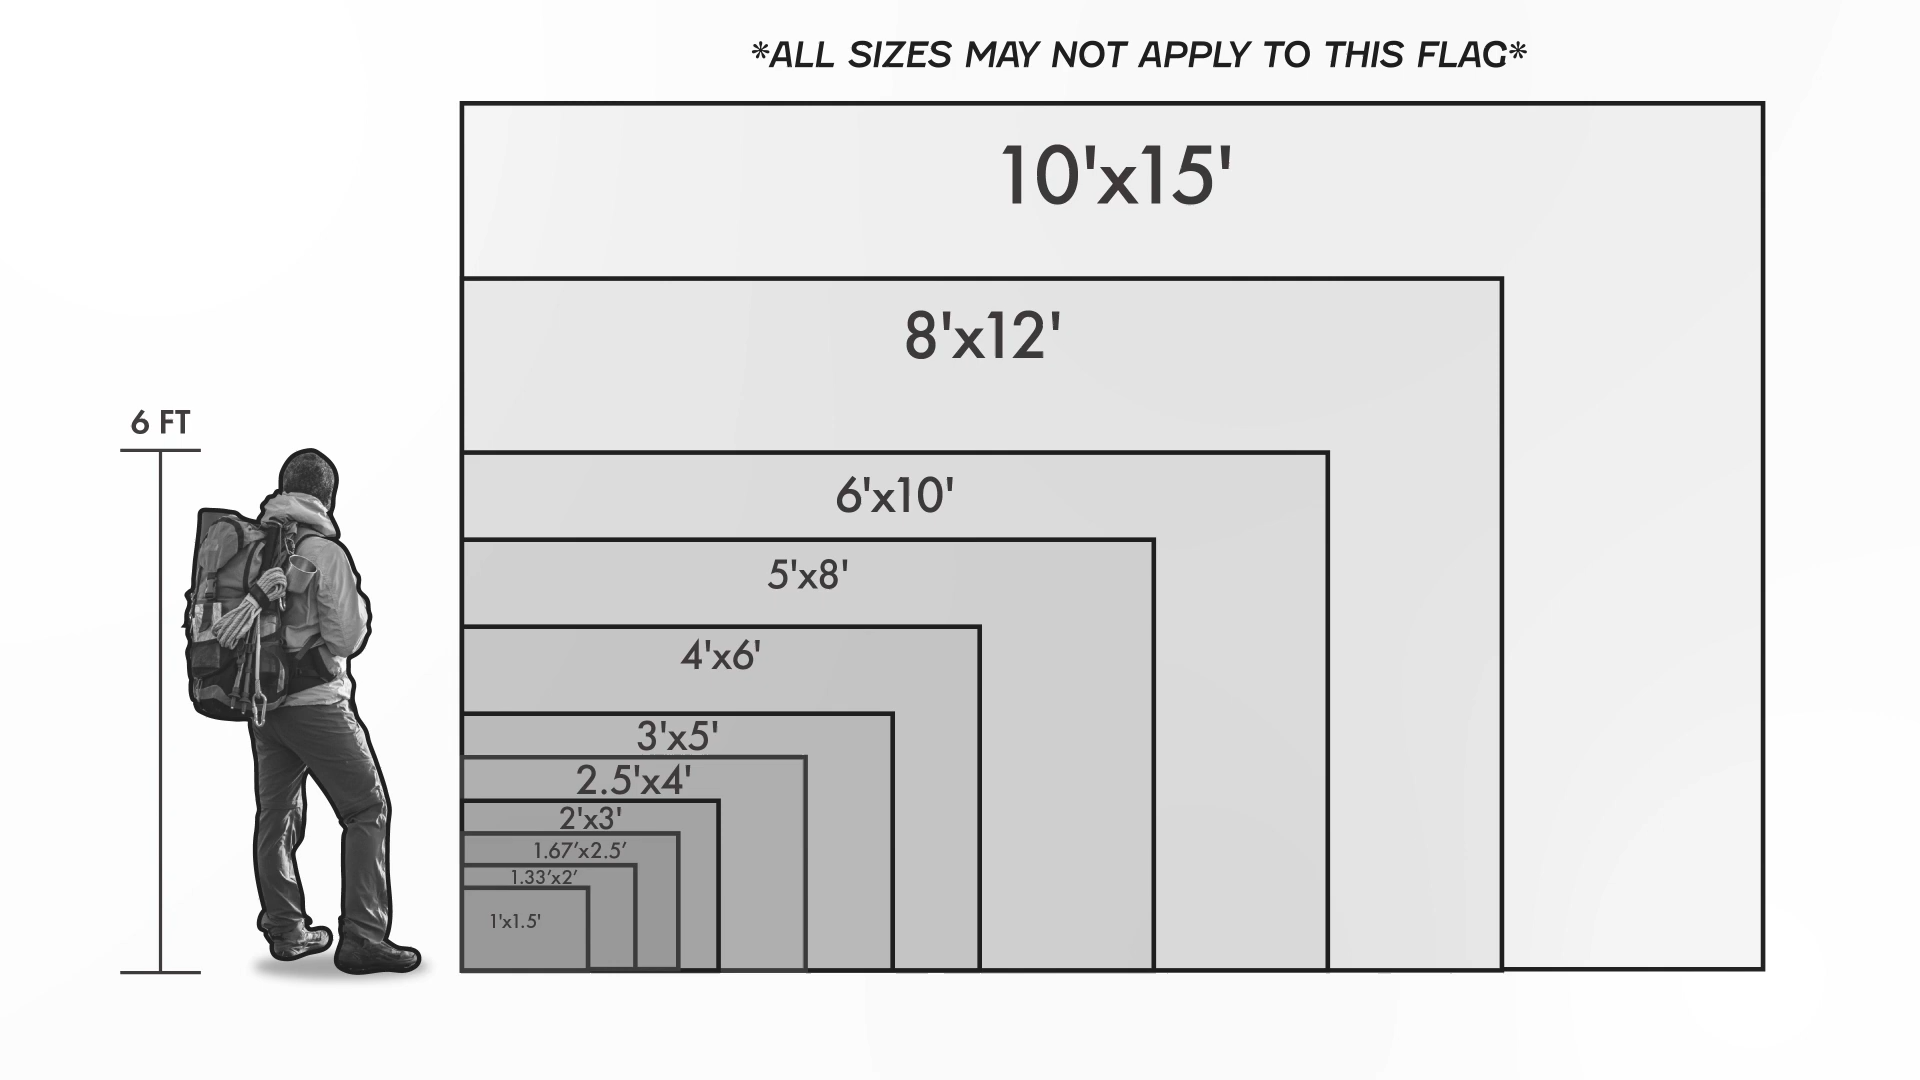 *ALL SIZES MAY NOT APPLY TO THIS FLAG*
10'x15'
8'x12'
6 FT
6'x10'
5'x8'
4'x6'
3'x5'
2.5'x4'
2'x3'
1.67'x2.5'
1.33'x2'
1'x1.5'